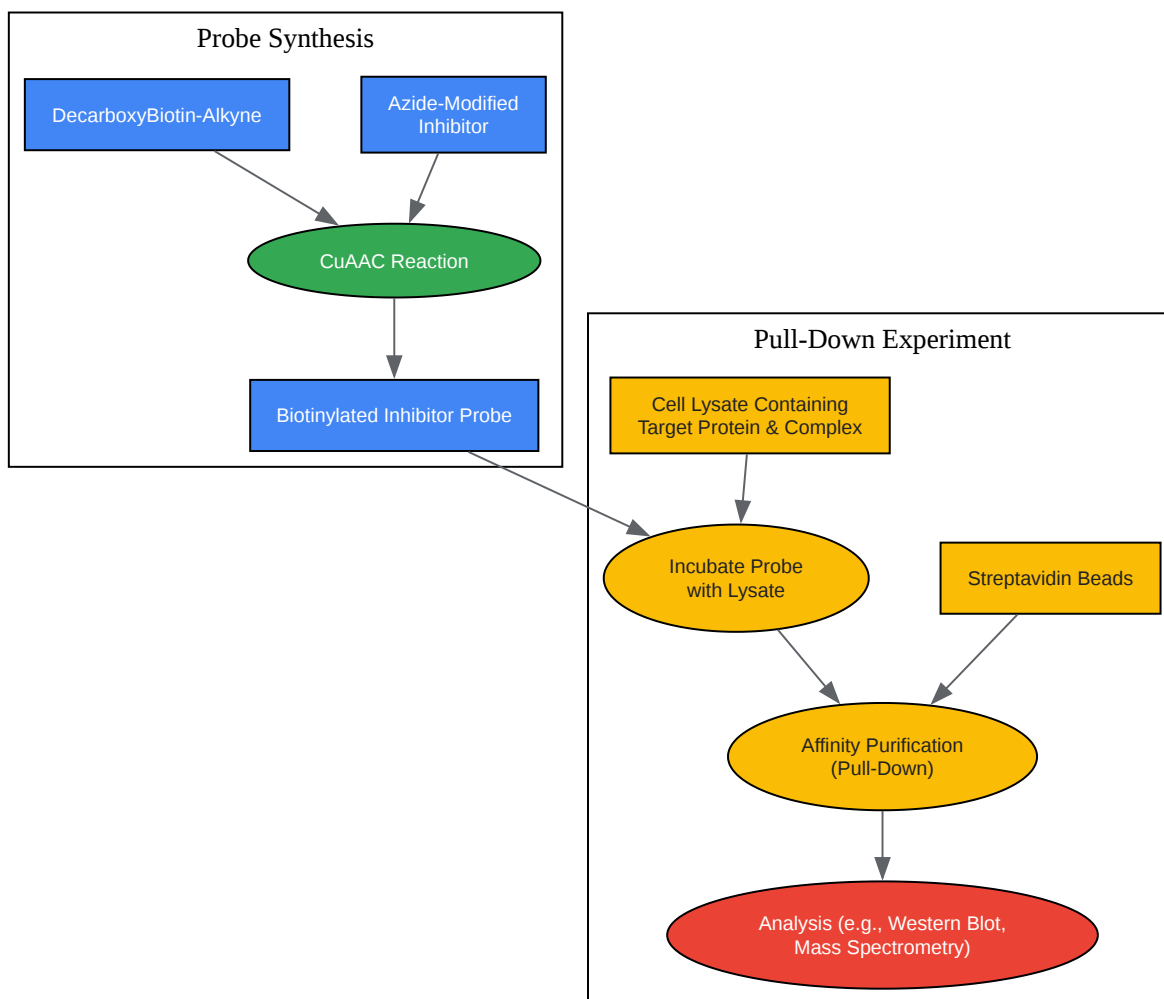 Probe Synthesis
DecarboxyBiotin-Alkyne
Azide-Modified
Inhibitor
CuAAC Reaction
Biotinylated Inhibitor Probe
Pull-Down Experiment
Cell Lysate Containing
Target Protein & Complex
Incubate Probe
with Lysate
Streptavidin Beads
Affinity Purification
(Pull-Down)
Analysis (e.g., Western Blot,
Mass Spectrometry)